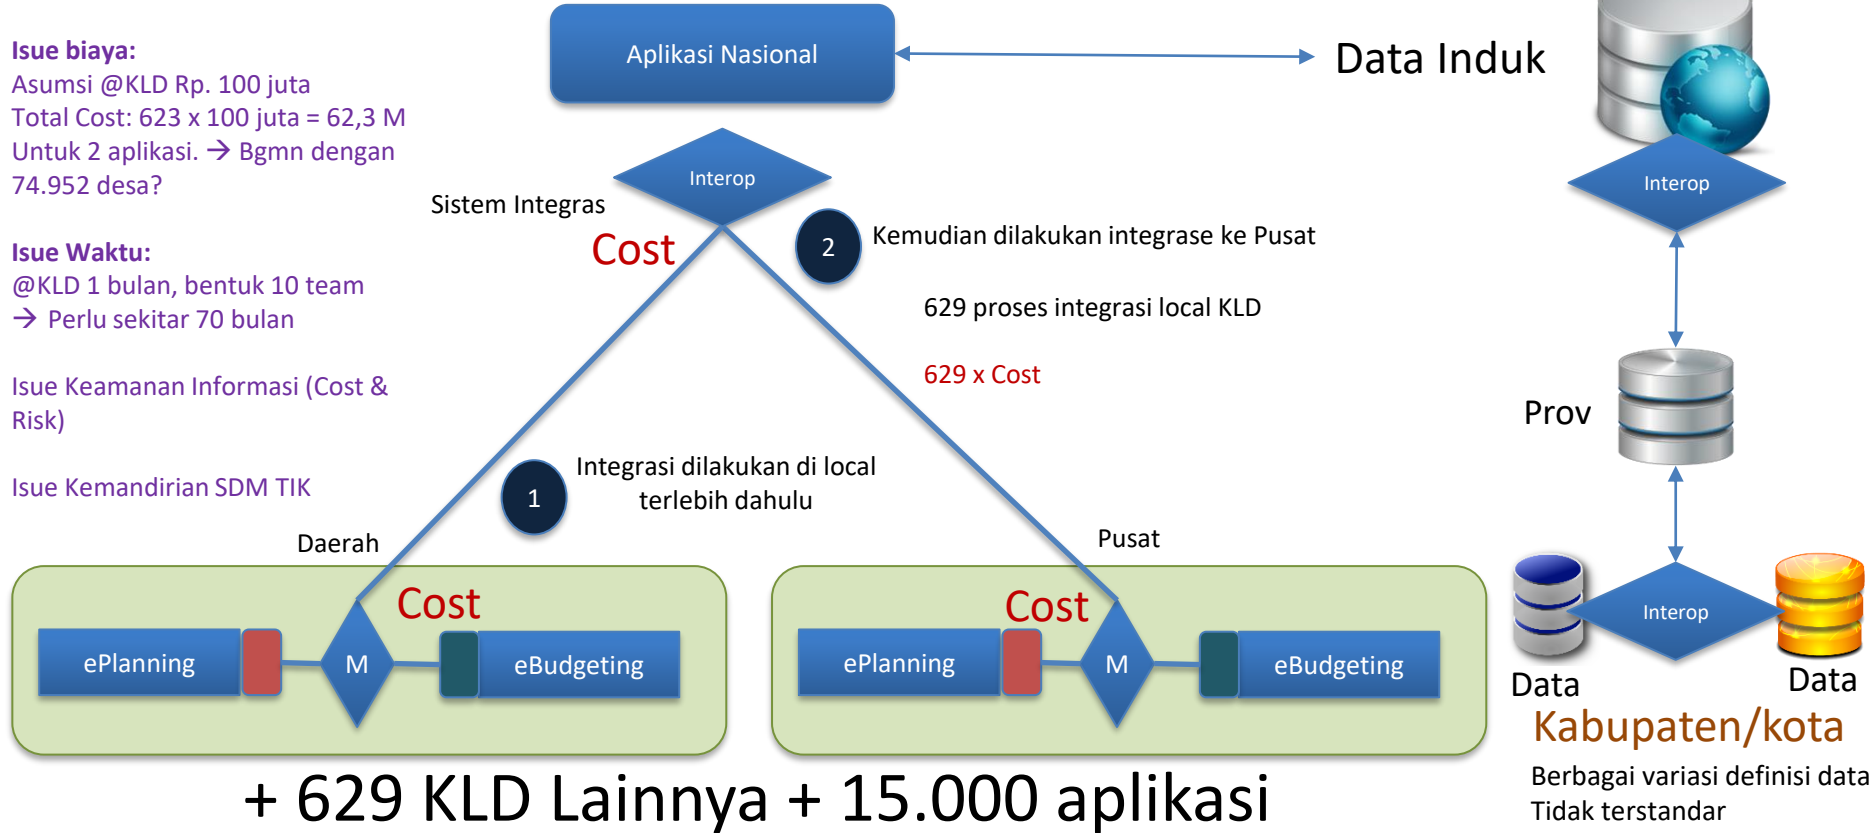 Isue biaya:
Asumsi @KLD Rp. 100 juta
Total Cost: 623 x 100 juta = 62,3 M
Untuk 2 aplikasi. → Bgmn dengan
74.952 desa?
Isue Waktu:
@KLD 1 bulan, bentuk 10 team
→ Perlu sekitar 70 bulan
Isue Keamanan Informasi (Cost &
Risk)
Isue Kemandirian SDM TIK
Aplikasi Nasional
Data Induk
Interop
Sistem Integras
Cost
2
Kemudian dilakukan integrase ke Pusat
629 proses integrasi local KLD
629 x Cost
1
Integrasi dilakukan di local
terlebih dahulu
Daerah
Cost
ePlanning
M
eBudgeting
Pusat
Cost
ePlanning
M
eBudgeting
Interop
Prov
Interop
Data
Data
Kabupaten/kota
Berbagai variasi definisi data
Tidak terstandar
+ 629 KLD Lainnya + 15.000 aplikasi